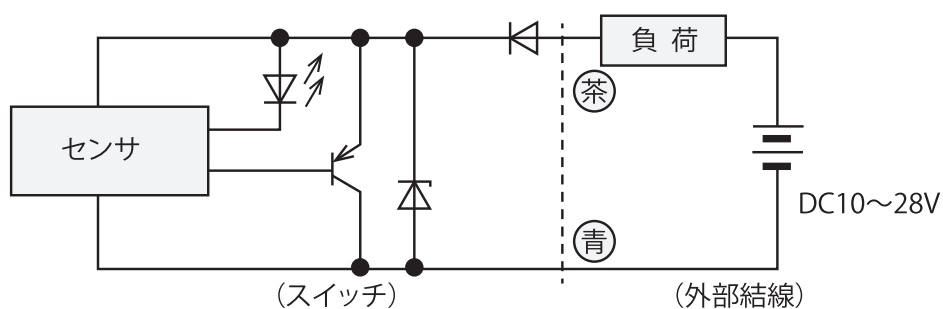 負荷
茶
センサ
DC10～28V
青
（スイッチ）
（外部結線）